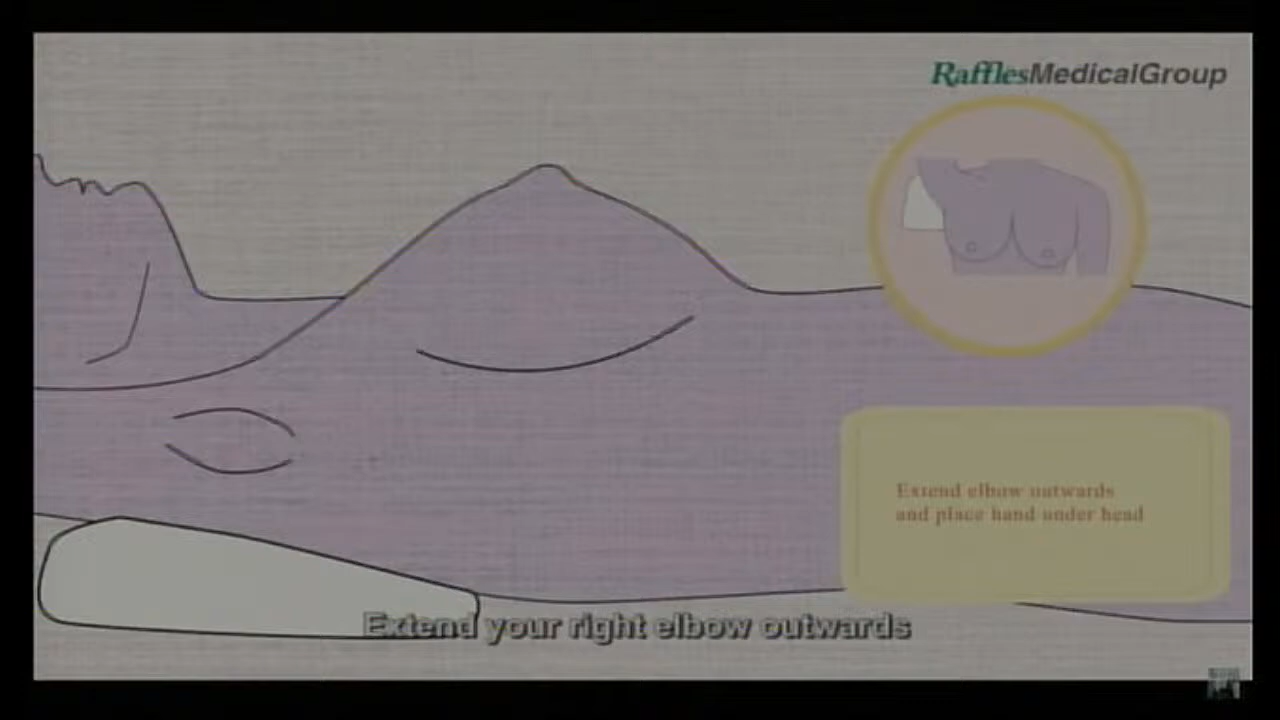 RafflesMedicalGroup
Extend elbow outwards
and place hand under head
Extend your right elbow outwards